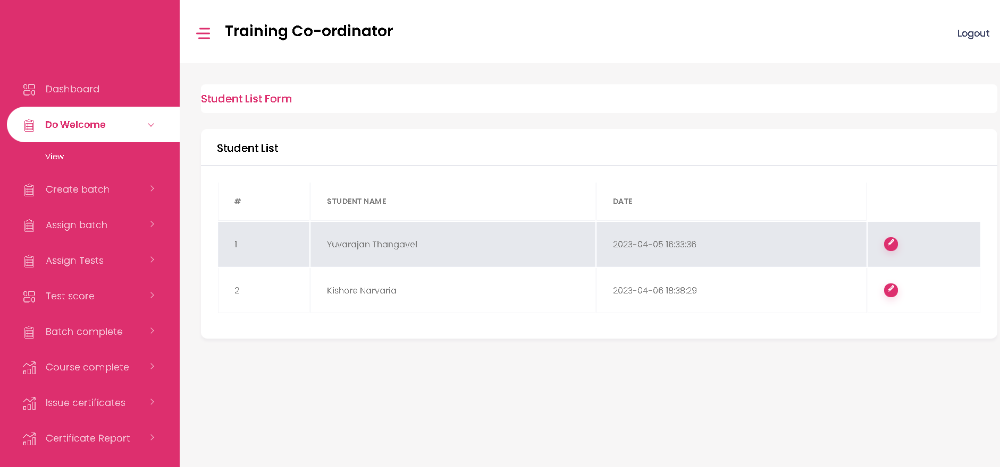 Training Co-ordinator
Logout
Dashboard
Do Welcome
View
Create batch
Assign batch
Assign Tests
Test score
Batch complete
Course complete
Issue certificates
Certificate Report
Student List Form
Student List
# STUDENT NAME DATE
1 Yuvarajan Thangavel 2023-04-05 16:33:36
2 Kishore Narvaria 2023-04-06 18:38:29